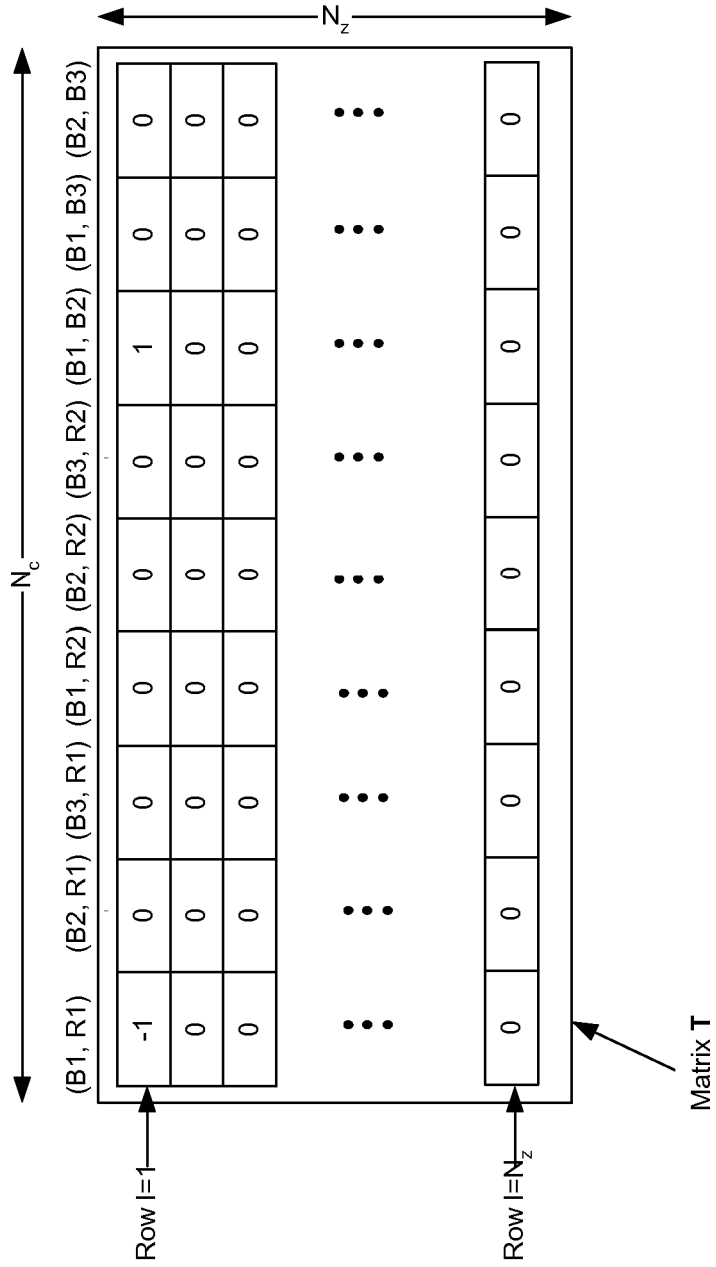 N_c
(B1, R1) (B2, R1) (B3, R1) (B1, R2) (B2, R2) (B3, R2) (B1, B2) (B1, B3) (B2, B3)
Row I=1 -1 0 0 0 0 0 1 0 0
0 0 0 0 0 0 0 0 0
0 0 0 0 0 0 0 0 0
Row I=N_z 0 0 0 0 0 0 0 0 0
N_z
Matrix T